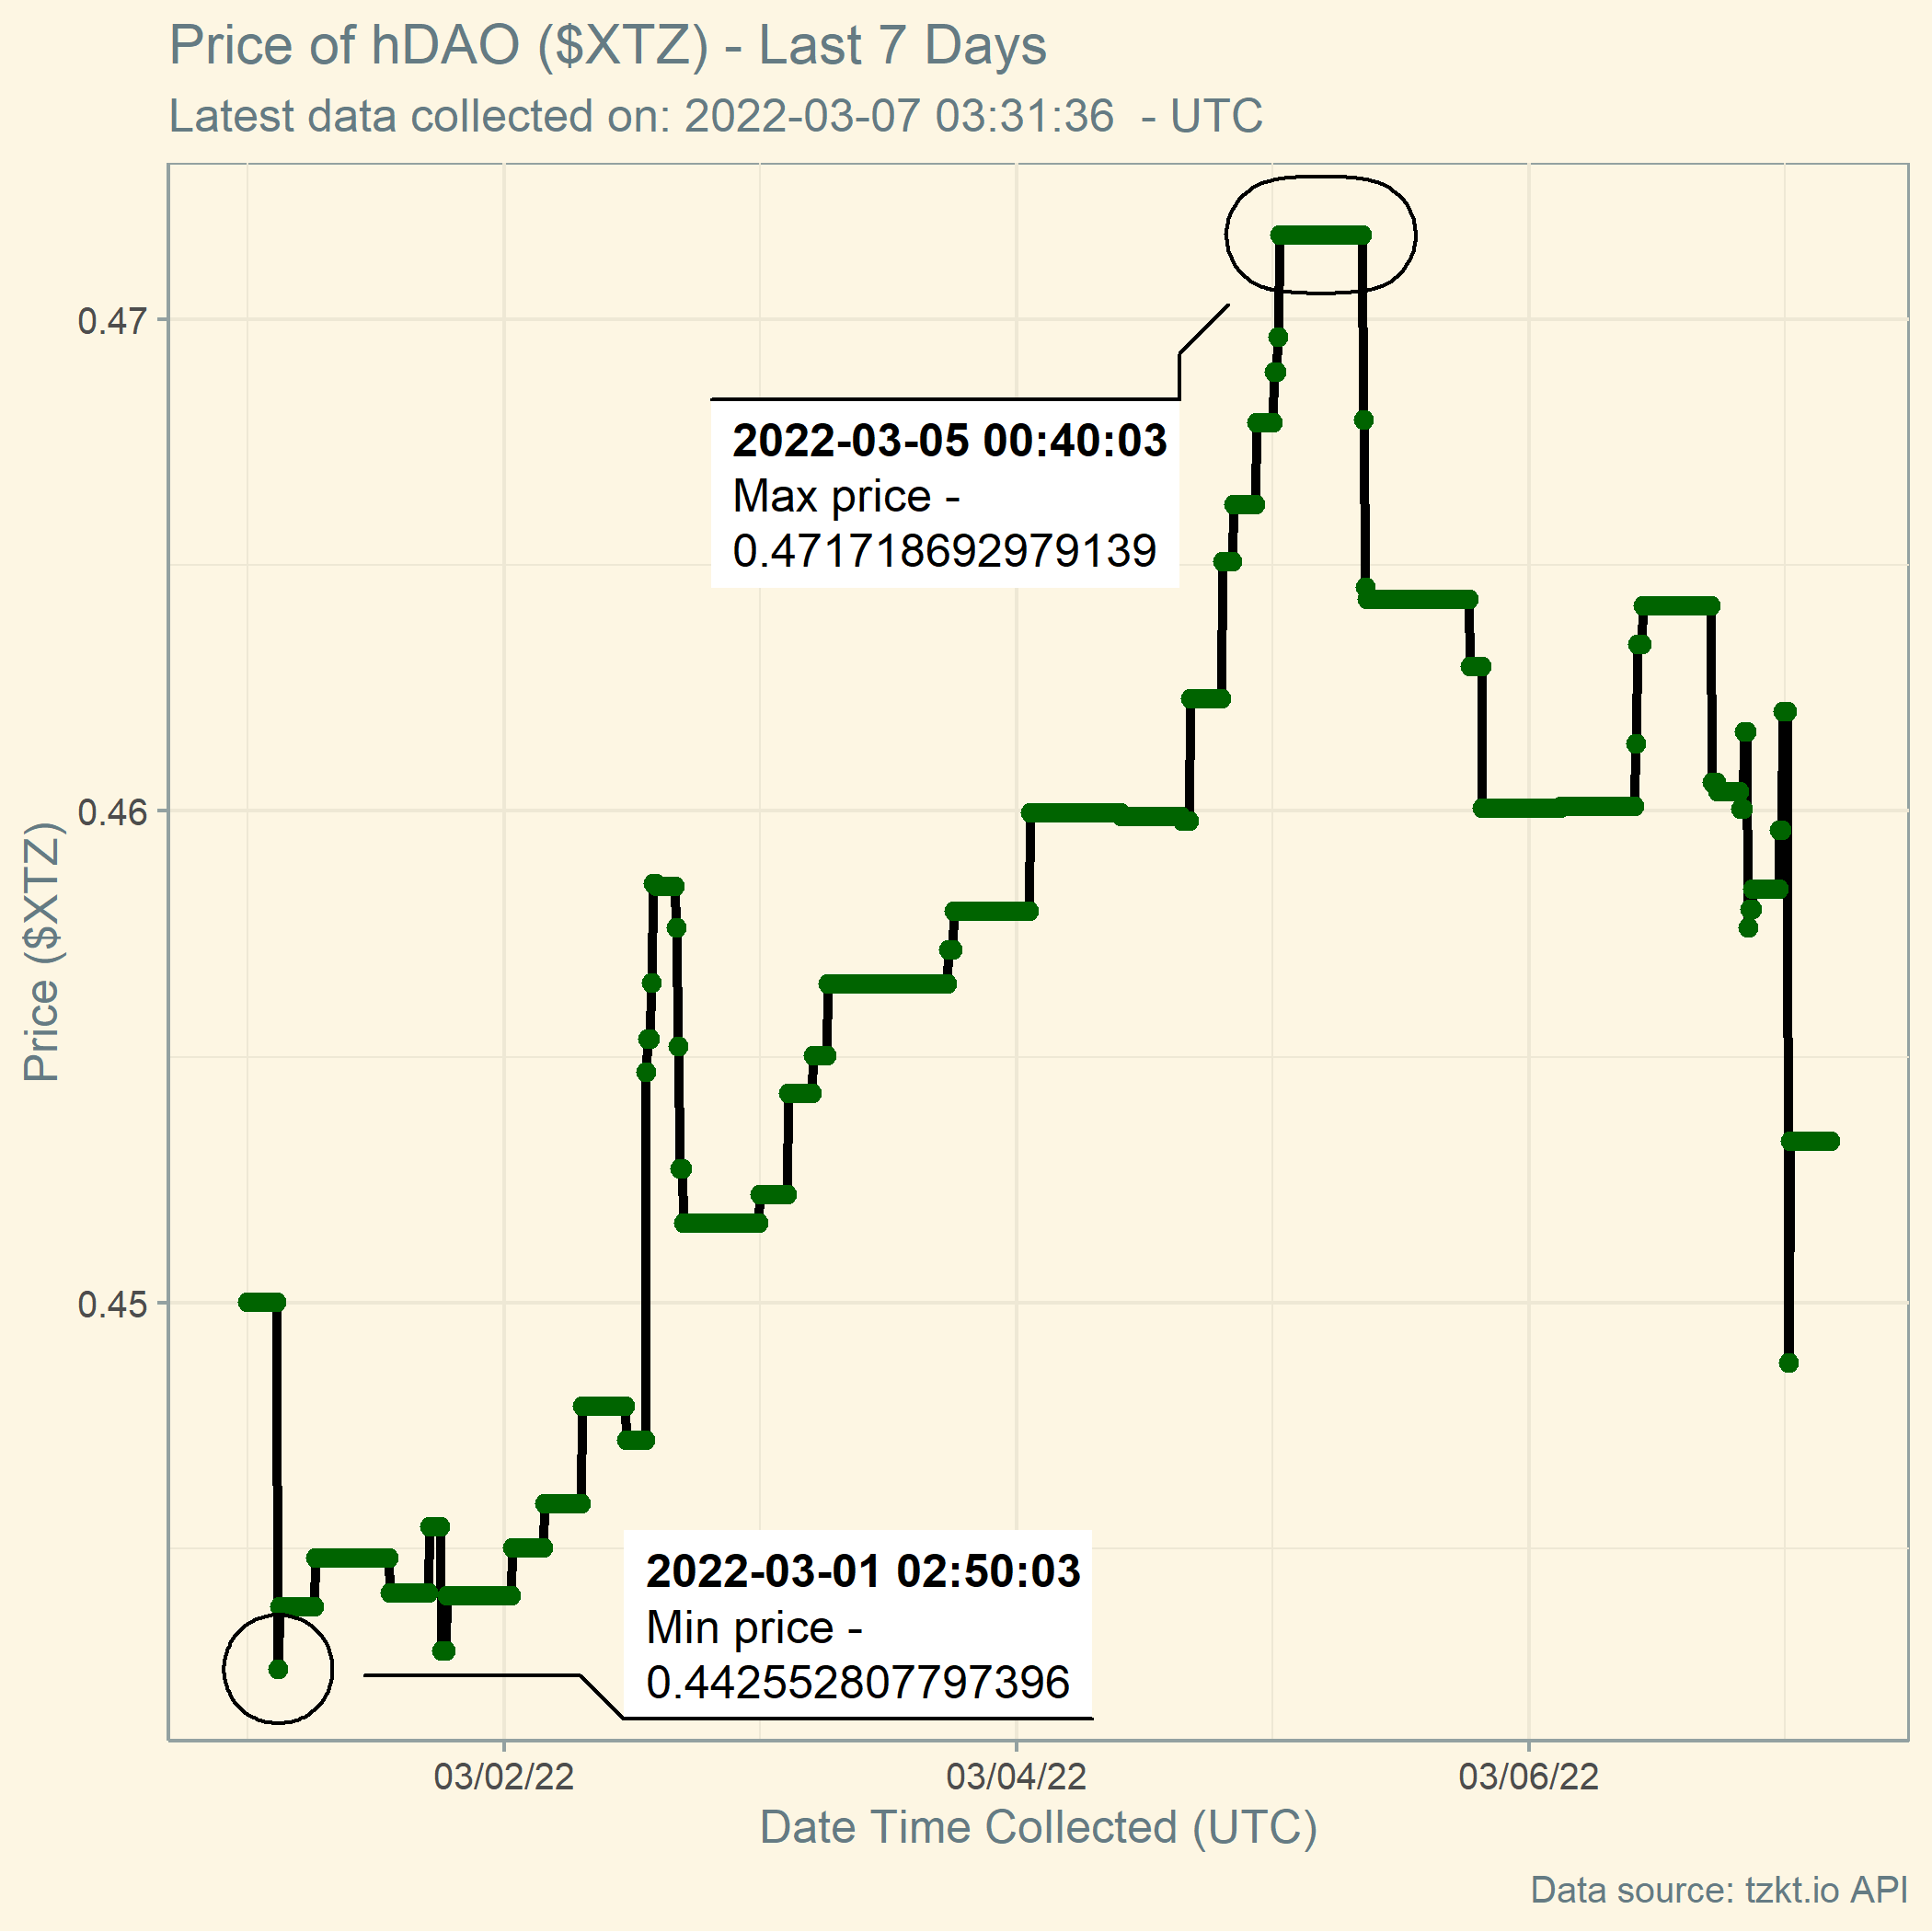 Price of hDAO ($XTZ) - Last 7 Days
Latest data collected on: 2022-03-07 03:31:36  - UTC
0.47
0.46
0.45
Price ($XTZ)
2022-03-05 00:40:03
Max price -
0.471718692979139
2022-03-01 02:50:03
Min price -
0.442552807797396
03/02/22
03/04/22
03/06/22
Date Time Collected (UTC)
Data source: tzkt.io API